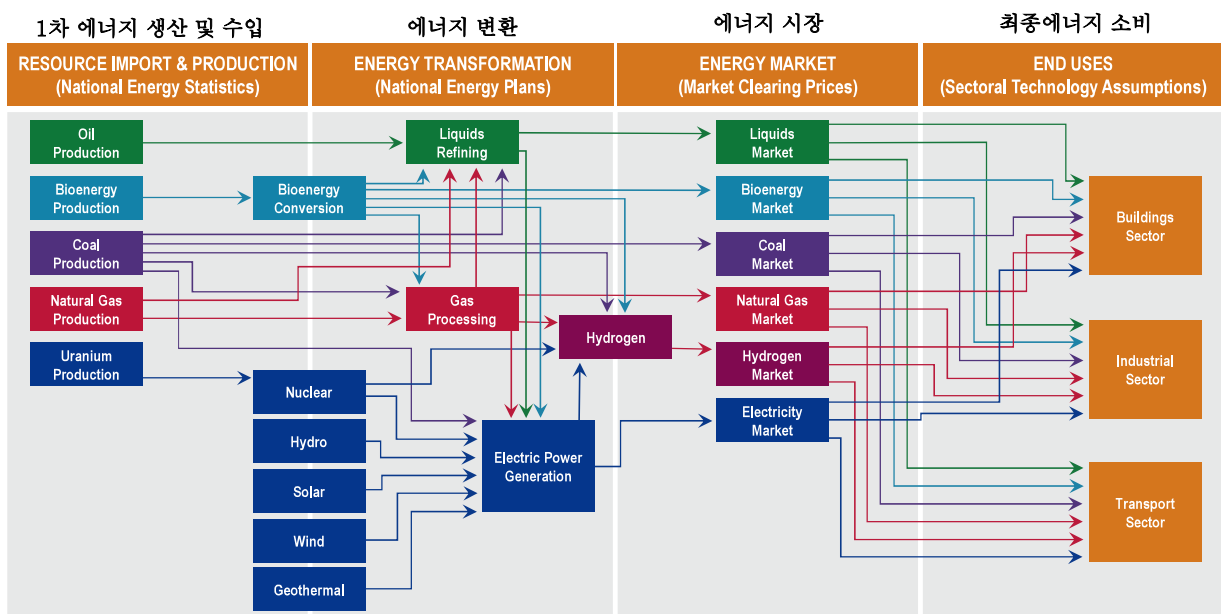 1차 에너지 생산 및 수입
에너지 변환
에너지 시장
최종에너지 소비
RESOURCE IMPORT & PRODUCTION
(National Energy Statistics)
ENERGY TRANSFORMATION
(National Energy Plans)
ENERGY MARKET
(Market Clearing Prices)
END USES
(Sectoral Technology Assumptions)
Oil
Production
Bioenergy
Production
Coal
Production
Natural Gas
Production
Uranium
Production
Bioenergy
Conversion
Nuclear
Hydro
Solar
Wind
Geothermal
Liquids
Refining
Gas
Processing
Hydrogen
Electric Power
Generation
Liquids
Market
Bioenergy
Market
Coal
Market
Natural Gas
Market
Hydrogen
Market
Electricity
Market
Buildings
Sector
Industrial
Sector
Transport
Sector